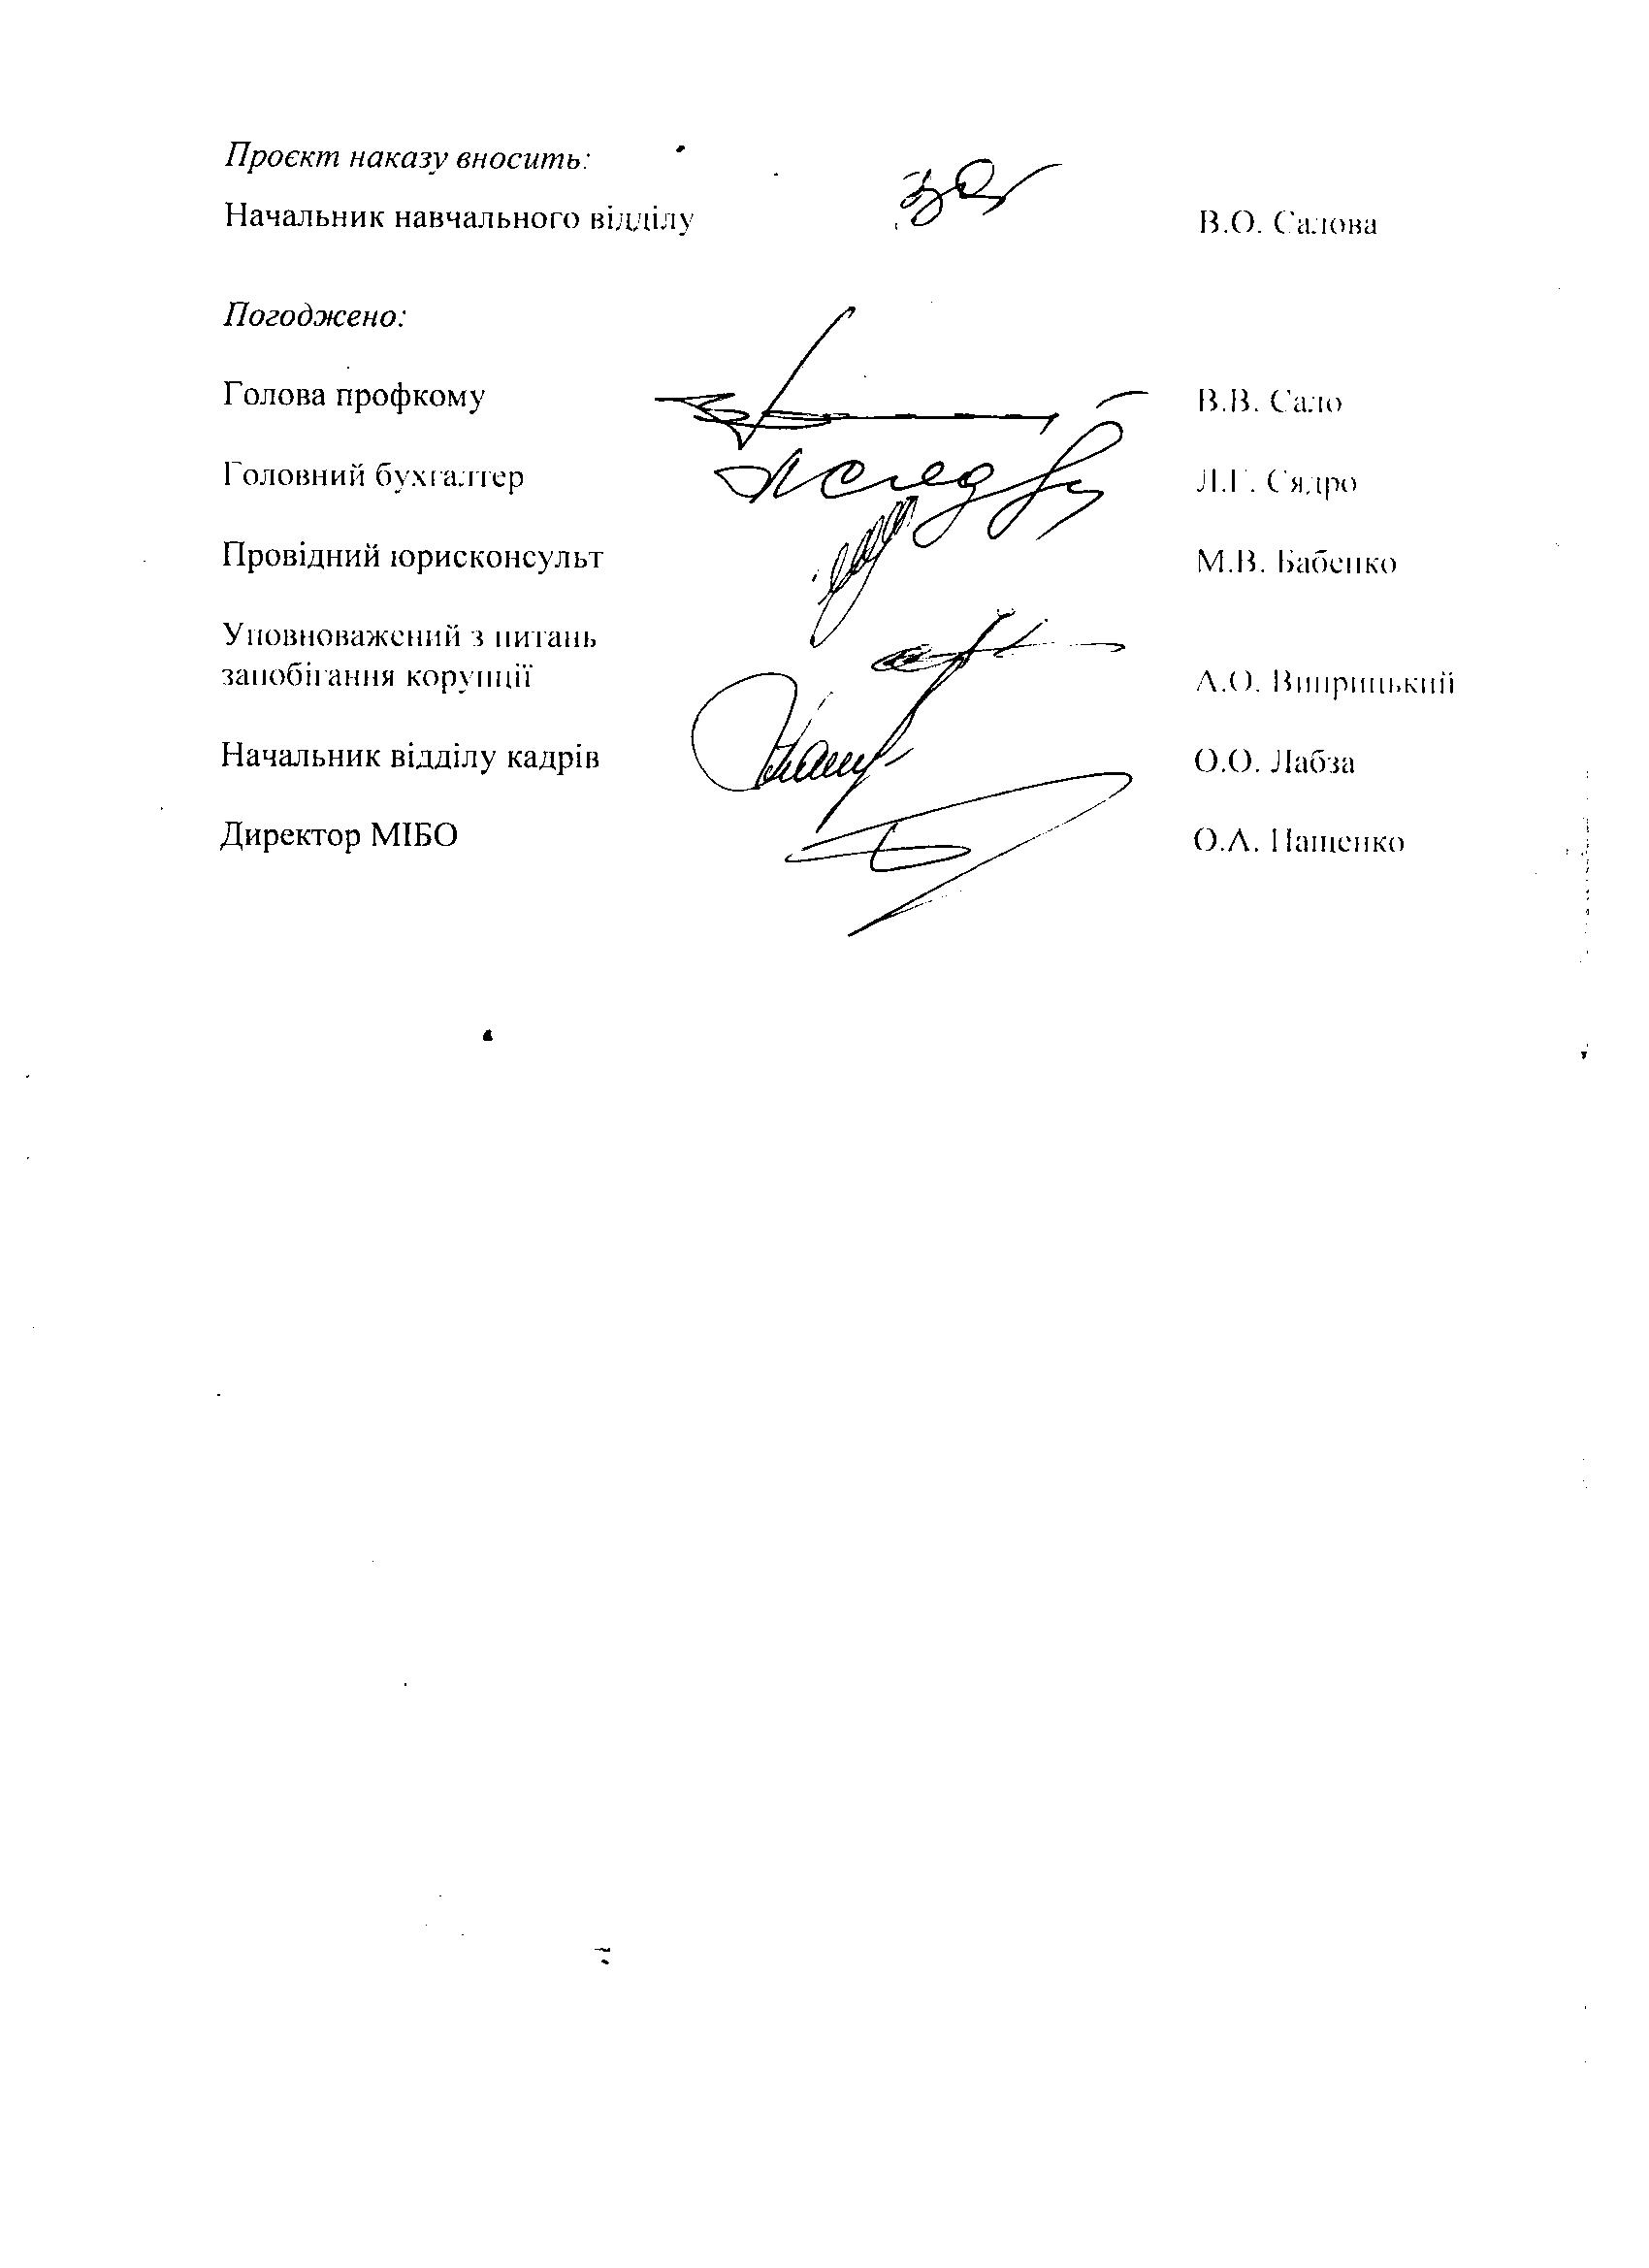 Проєкт наказу вносить:
Начальник навчального відділу В.О. Салова
Погоджено:
Голова профкому В.В. Сало
Головний бухгалтер Л.Г. Сядро
Провідний юрисконсульт М.В. Бабенко
Уповноважений з питань
запобігання корупції А.О. Виприцький
Начальник відділу кадрів О.О. Лабза
Директор МІБО О.А. Пащенко